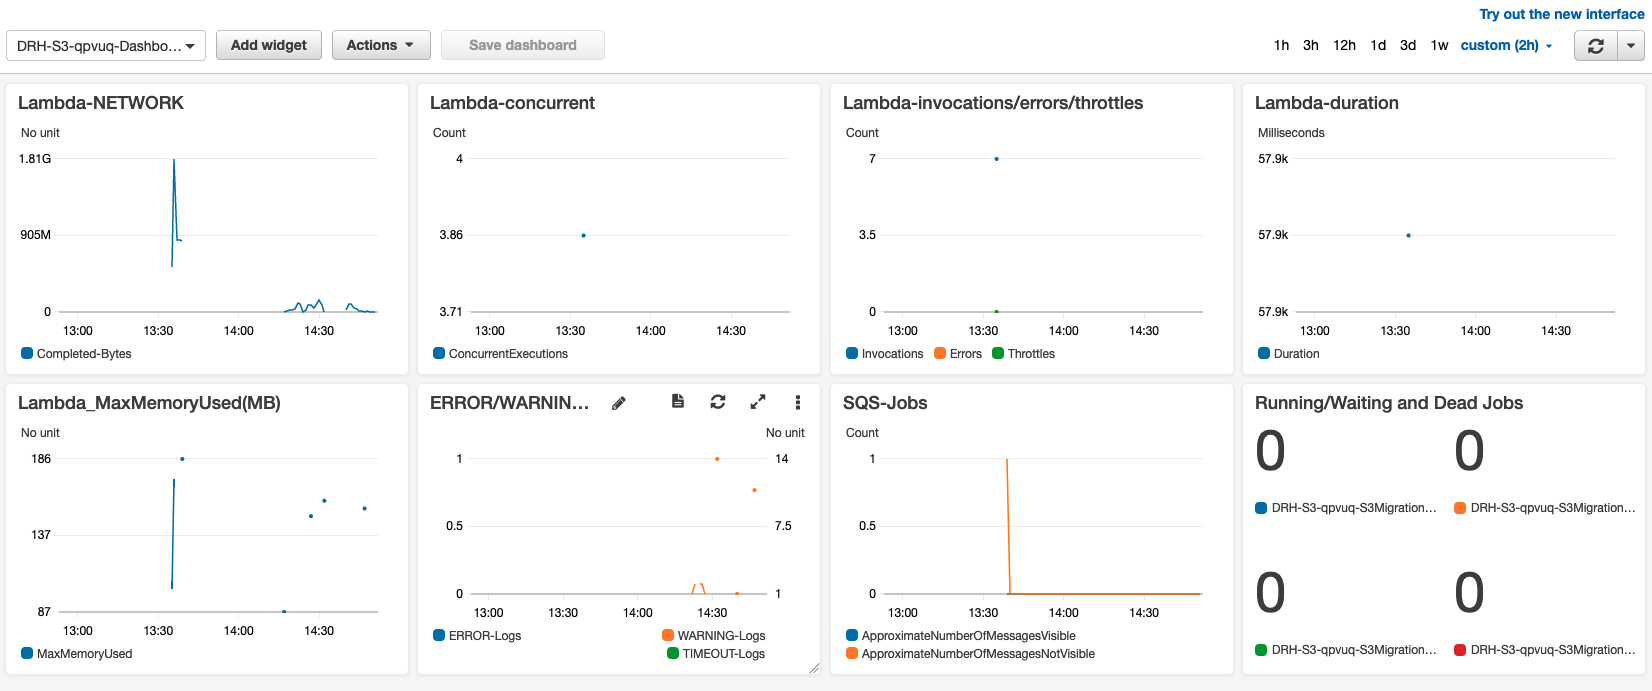 Try out the new interface
DRH-S3-qpvuq-Dashbo... Add widget Actions Save dashboard 1h 3h 12h 1d 3d 1w custom (2h)
Lambda-NETWORK
No unit
1.81G
905M
0
13:00 13:30 14:00 14:30
Completed-Bytes
Lambda-concurrent
Count
4
3.86
3.71
13:00 13:30 14:00 14:30
ConcurrentExecutions
Lambda-invocations/errors/throttles
Count
7
3.5
0
13:00 13:30 14:00 14:30
Invocations Errors Throttles
Lambda-duration
Milliseconds
57.9k
57.9k
57.9k
13:00 13:30 14:00 14:30
Duration
Lambda_MaxMemoryUsed(MB)
No unit
186
137
87
13:00 13:30 14:00 14:30
MaxMemoryUsed
ERROR/WARNIN...
No unit
1 14
0.5 7.5
0 1
13:00 13:30 14:00 14:30
ERROR-Logs WARNING-Logs
TIMEOUT-Logs
SQS-Jobs
Count
1
0.5
0
13:00 13:30 14:00 14:30
ApproximateNumberOfMessagesVisible
ApproximateNumberOfMessagesNotVisible
Running/Waiting and Dead Jobs
0 0
DRH-S3-qpvuq-S3Migration... DRH-S3-qpvuq-S3Migration...
0 0
DRH-S3-qpvuq-S3Migration... DRH-S3-qpvuq-S3Migration...